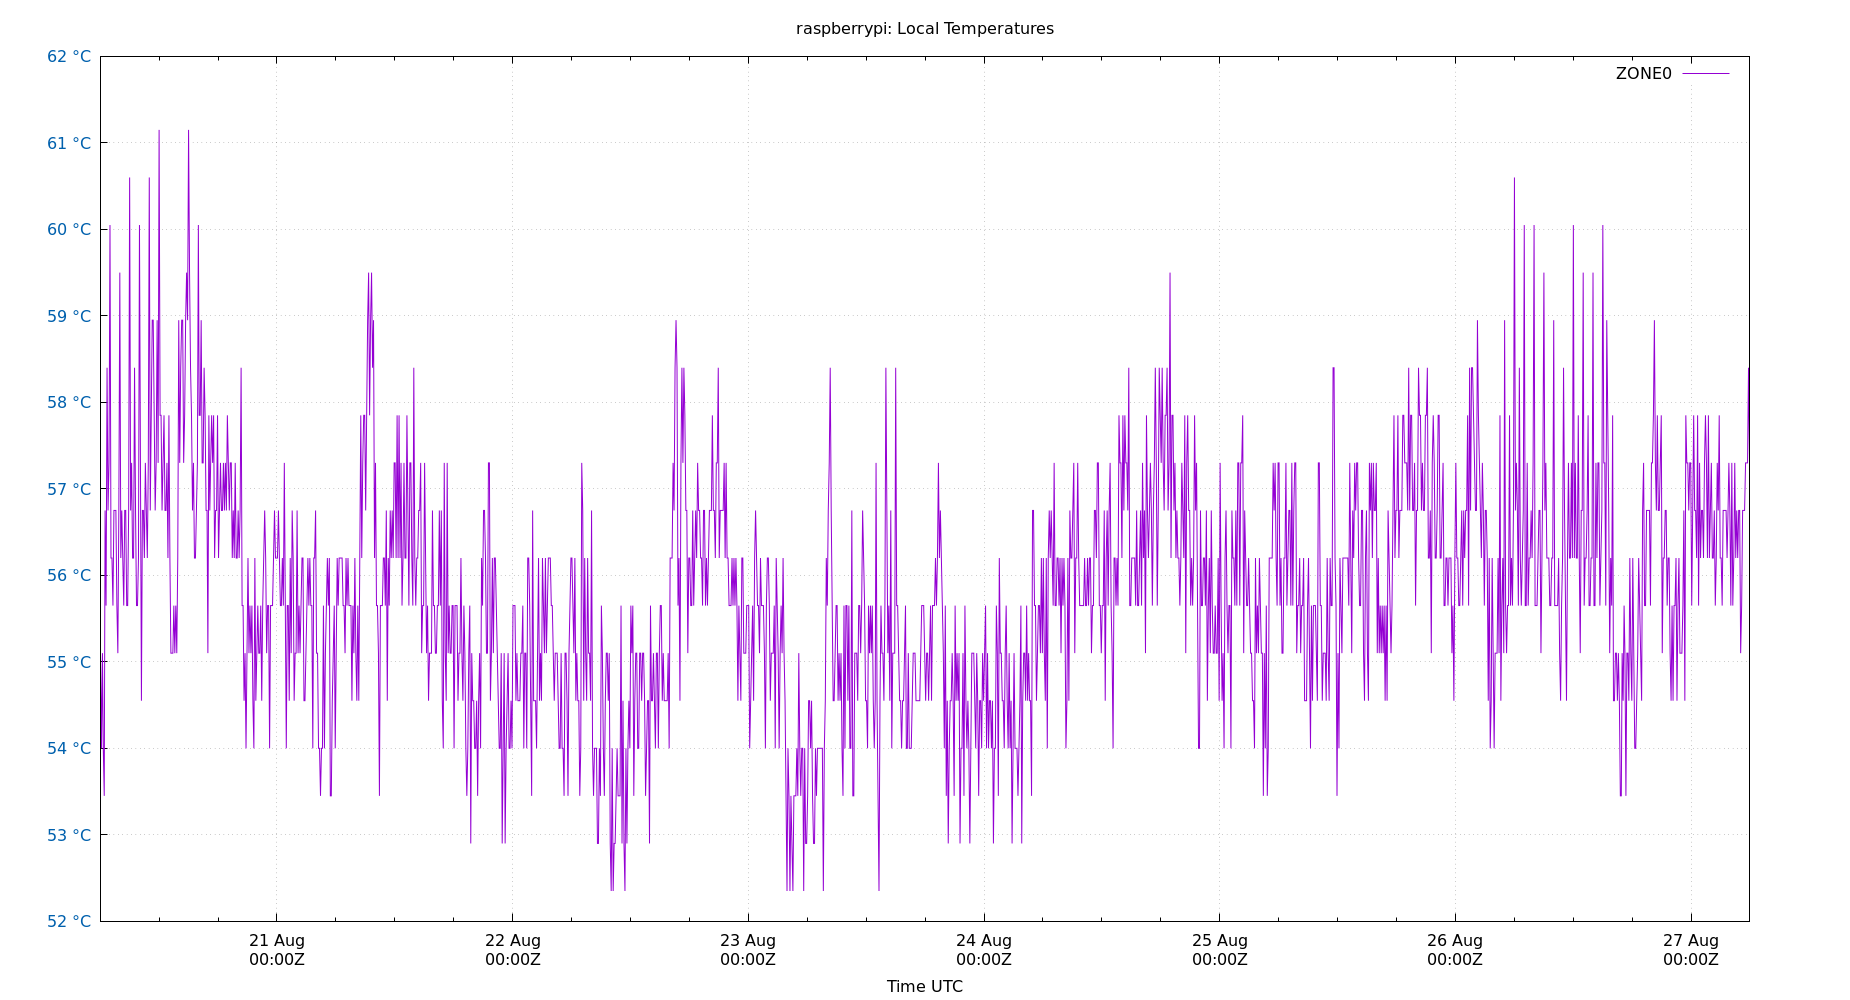 raspberrypi: Local Temperatures
62 °C
ZONE0
61 °C
60 °C
59 °C
58 °C
57 °C
56 °C
55 °C
54 °C
53 °C
52 °C
21 Aug 22 Aug 23 Aug 24 Aug 25 Aug 26 Aug 27 Aug
00:00Z 00:00Z 00:00Z 00:00Z 00:00Z 00:00Z 00:00Z
Time UTC